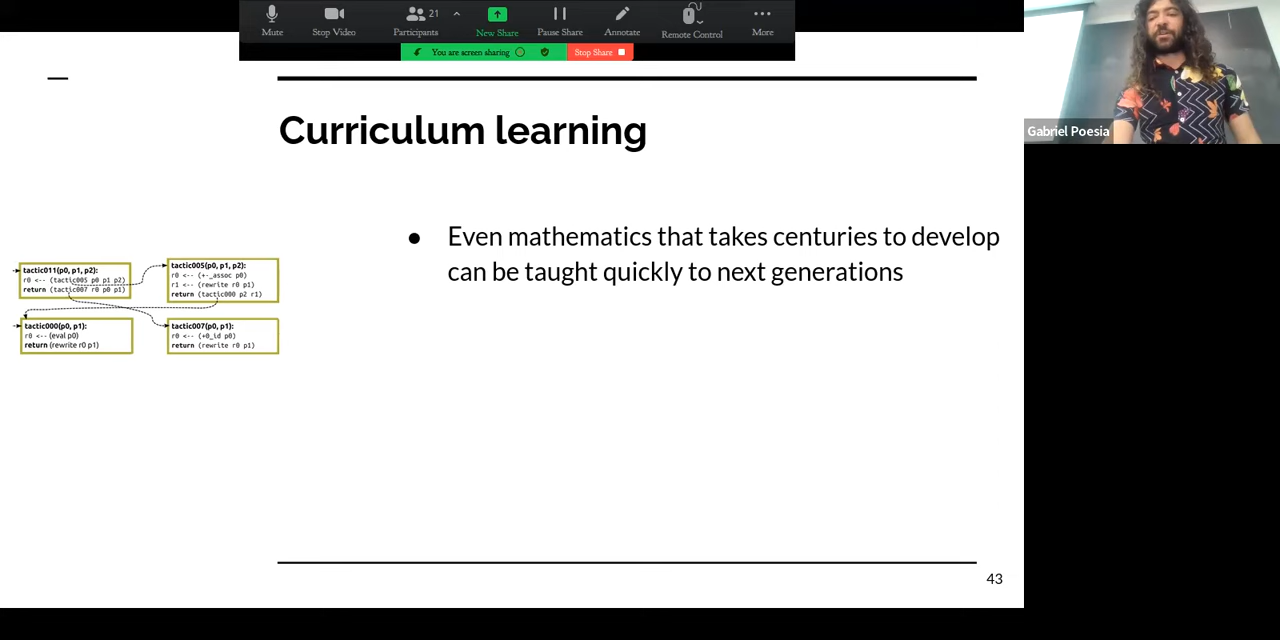 Mute
Stop Video
Participants
21
New Share
Pause Share
Annotate
Remote Control
More
You are screen sharing
Stop Share
Gabriel Poesia
Curriculum learning
● Even mathematics that takes centuries to develop
can be taught quickly to next generations
tactic011(p0, p1, p2):
r0 <-- (tactic005 p0 p1 p2)
return (tactic007 r0 p0 p1)
tactic005(p0, p1, p2):
r0 <-- (+-_assoc p0)
r1 <-- (rewrite r0 p1)
return (tactic000 p2 r1)
tactic000(p0, p1):
r0 <-- (eval p0)
return (rewrite r0 p1)
tactic007(p0, p1):
r0 <-- (+0_id p0)
return (rewrite r0 p1)
43